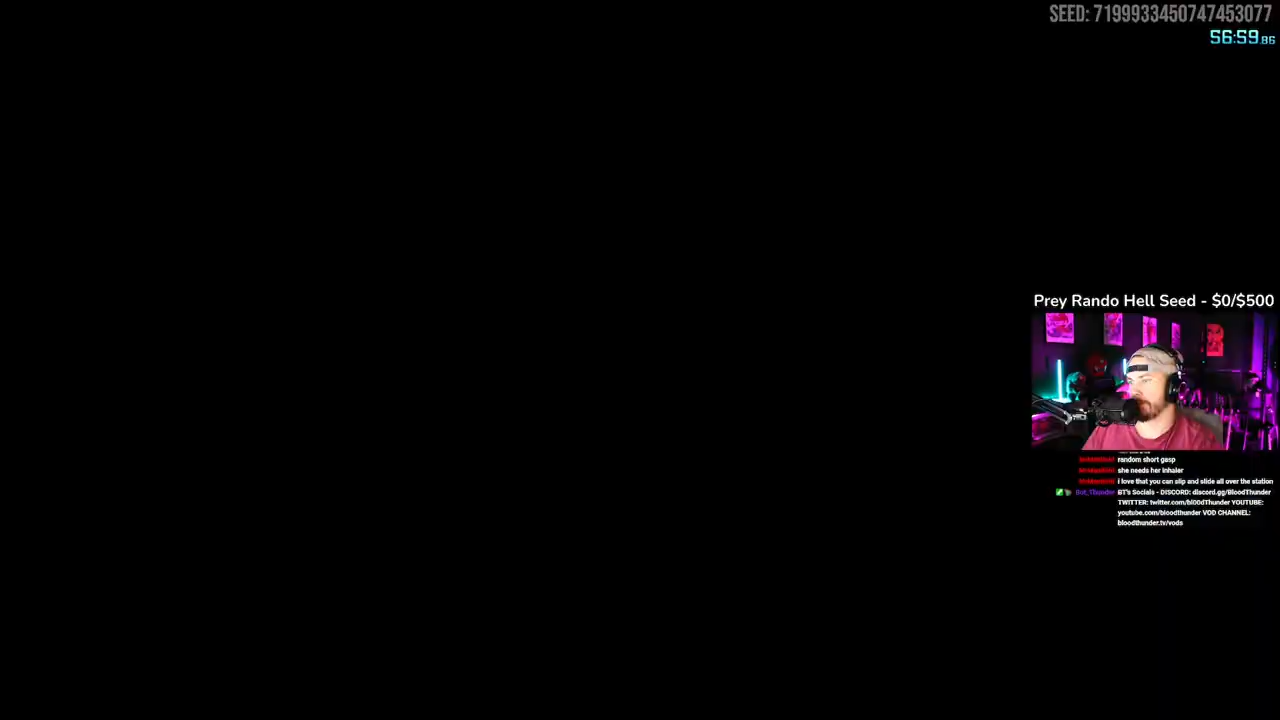 SEED: 7199933450747453077
56:59.86
Prey Rando Hell Seed - $0/$500
random short gasp
she needs her inhaler
i love that you can slip and slide all over the station
Bot_Thunder BT's Socials - DISCORD: discord.gg/BloodThunder
TWITTER: twitter.com/bl00dThunder YOUTUBE:
youtube.com/bloodthunder VOD CHANNEL:
bloodthunder.tv/vods